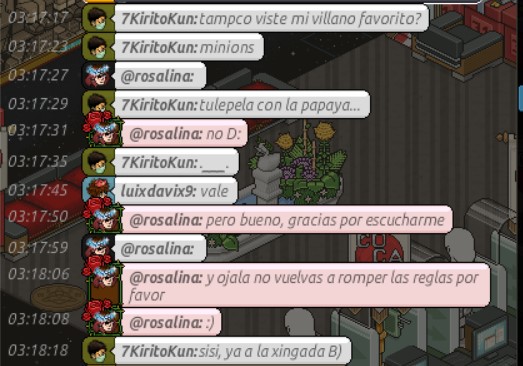 03:17:17 7KiritoKun: tampco viste mi villano favorito?
03:17:23 7KiritoKun: minions
03:17:27 @rosalina:
03:17:29 7KiritoKun: tulepela con la papaya...
03:17:31 @rosalina: no D:
03:17:35 7KiritoKun: .___.
03:17:45 luixdavix9: vale
03:17:50 @rosalina: pero bueno, gracias por escucharme
03:17:59 @rosalina:
03:18:06 @rosalina: y ojala no vuelvas a romper las reglas por
favor
03:18:08 @rosalina: :)
03:18:18 7KiritoKun: sisi, ya a la xingada B)